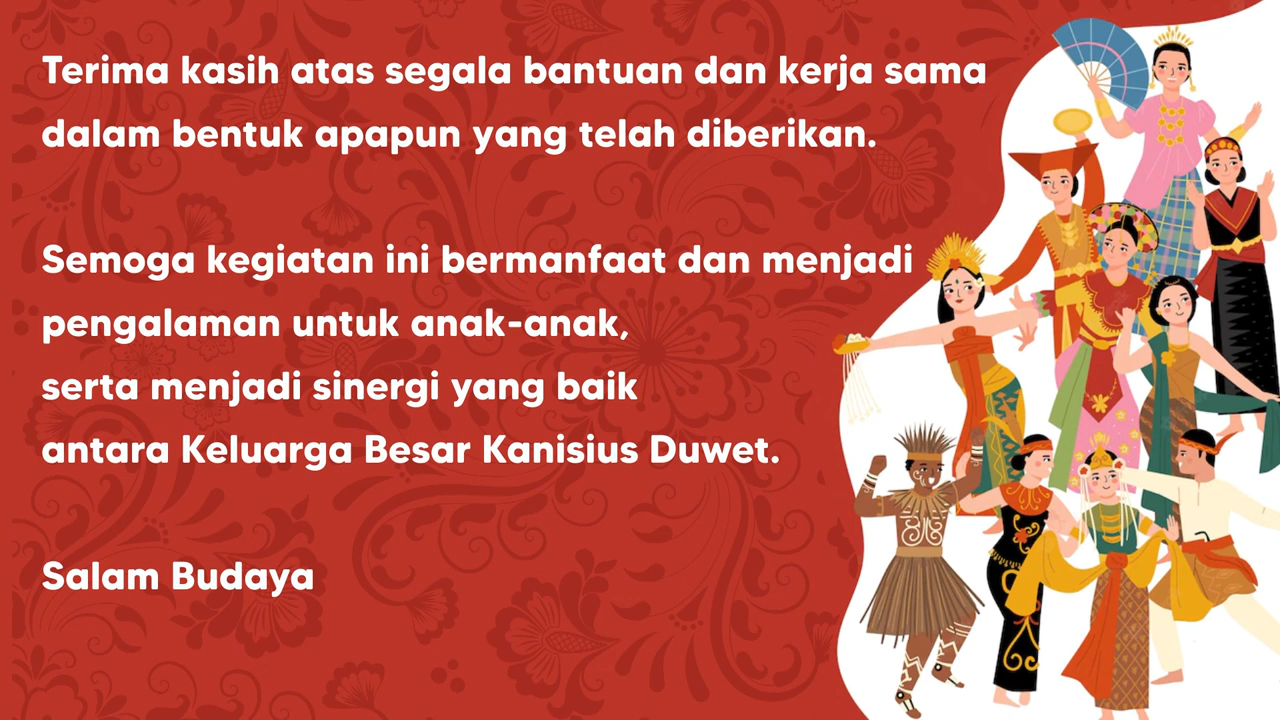 Terima kasih atas segala bantuan dan kerja sama
dalam bentuk apapun yang telah diberikan.
Semoga kegiatan ini bermanfaat dan menjadi
pengalaman untuk anak-anak,
serta menjadi sinergi yang baik
antara Keluarga Besar Kanisius Duwet.
Salam Budaya